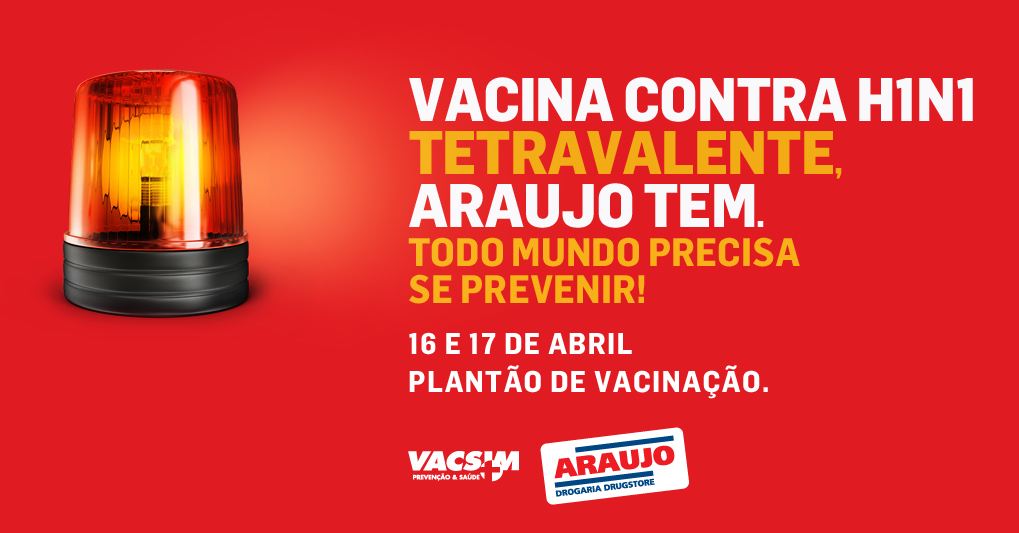 VACINA CONTRA H1N1
TETRAVALENTE,
ARAUJO TEM.
TODO MUNDO PRECISA
SE PREVENIR!
16 E 17 DE ABRIL
PLANTÃO DE VACINAÇÃO.
VACSIM
PREVENÇÃO & SAÚDE
ARAUJO
DROGARIA DRUGSTORE